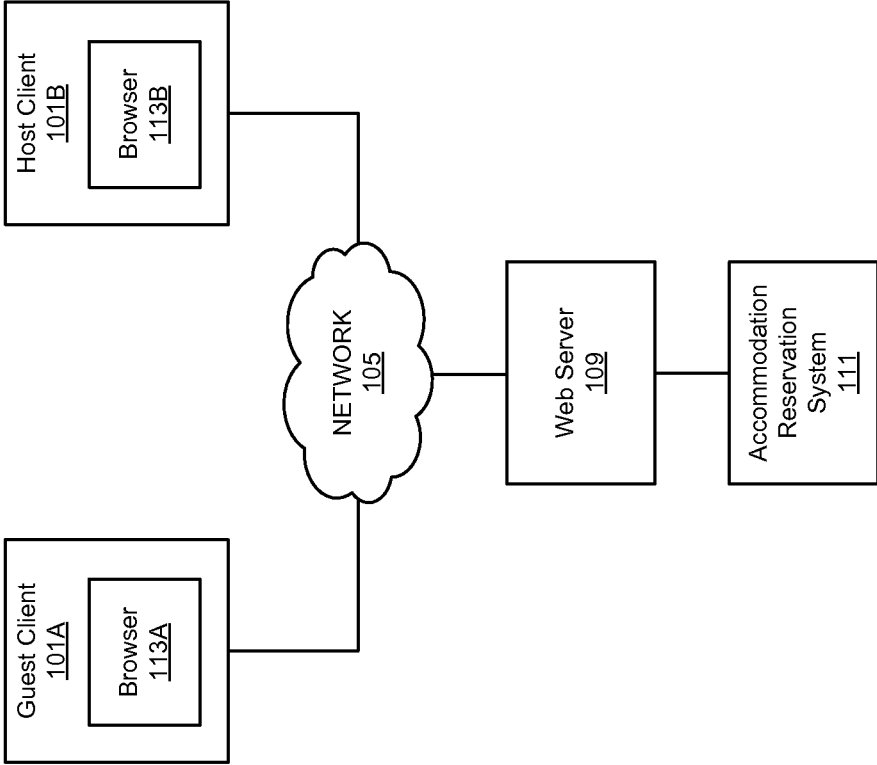 Guest Client
101A
Browser
113A
Host Client
101B
Browser
113B
NETWORK
105
Web Server
109
Accommodation
Reservation
System
111